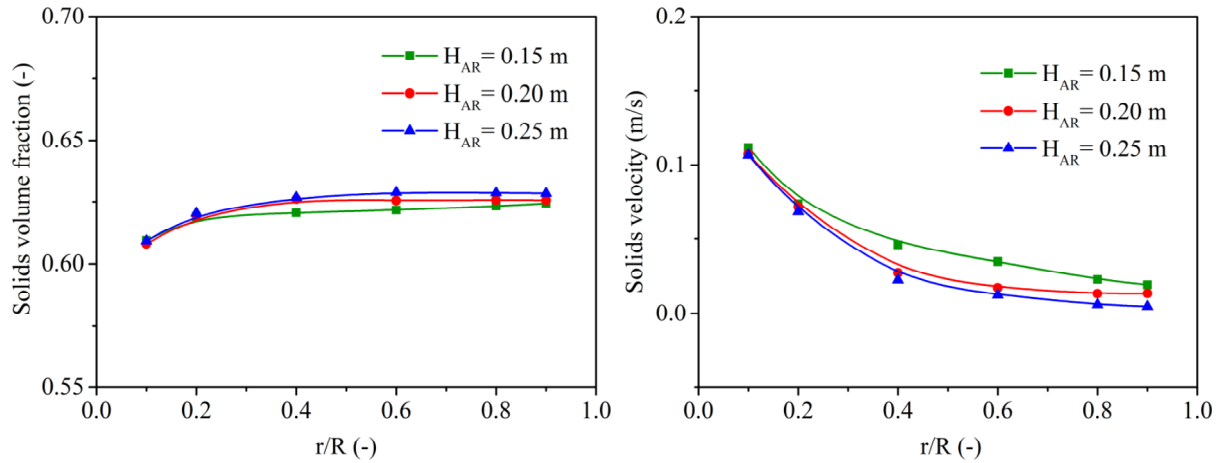 0.70
0.65
0.60
0.55
Solids volume fraction (-)
H_AR= 0.15 m
H_AR= 0.20 m
H_AR= 0.25 m
0.0 0.2 0.4 0.6 0.8 1.0
r/R (-)
0.2
0.1
0.0
Solids velocity (m/s)
H_AR= 0.15 m
H_AR= 0.20 m
H_AR= 0.25 m
0.0 0.2 0.4 0.6 0.8 1.0
r/R (-)